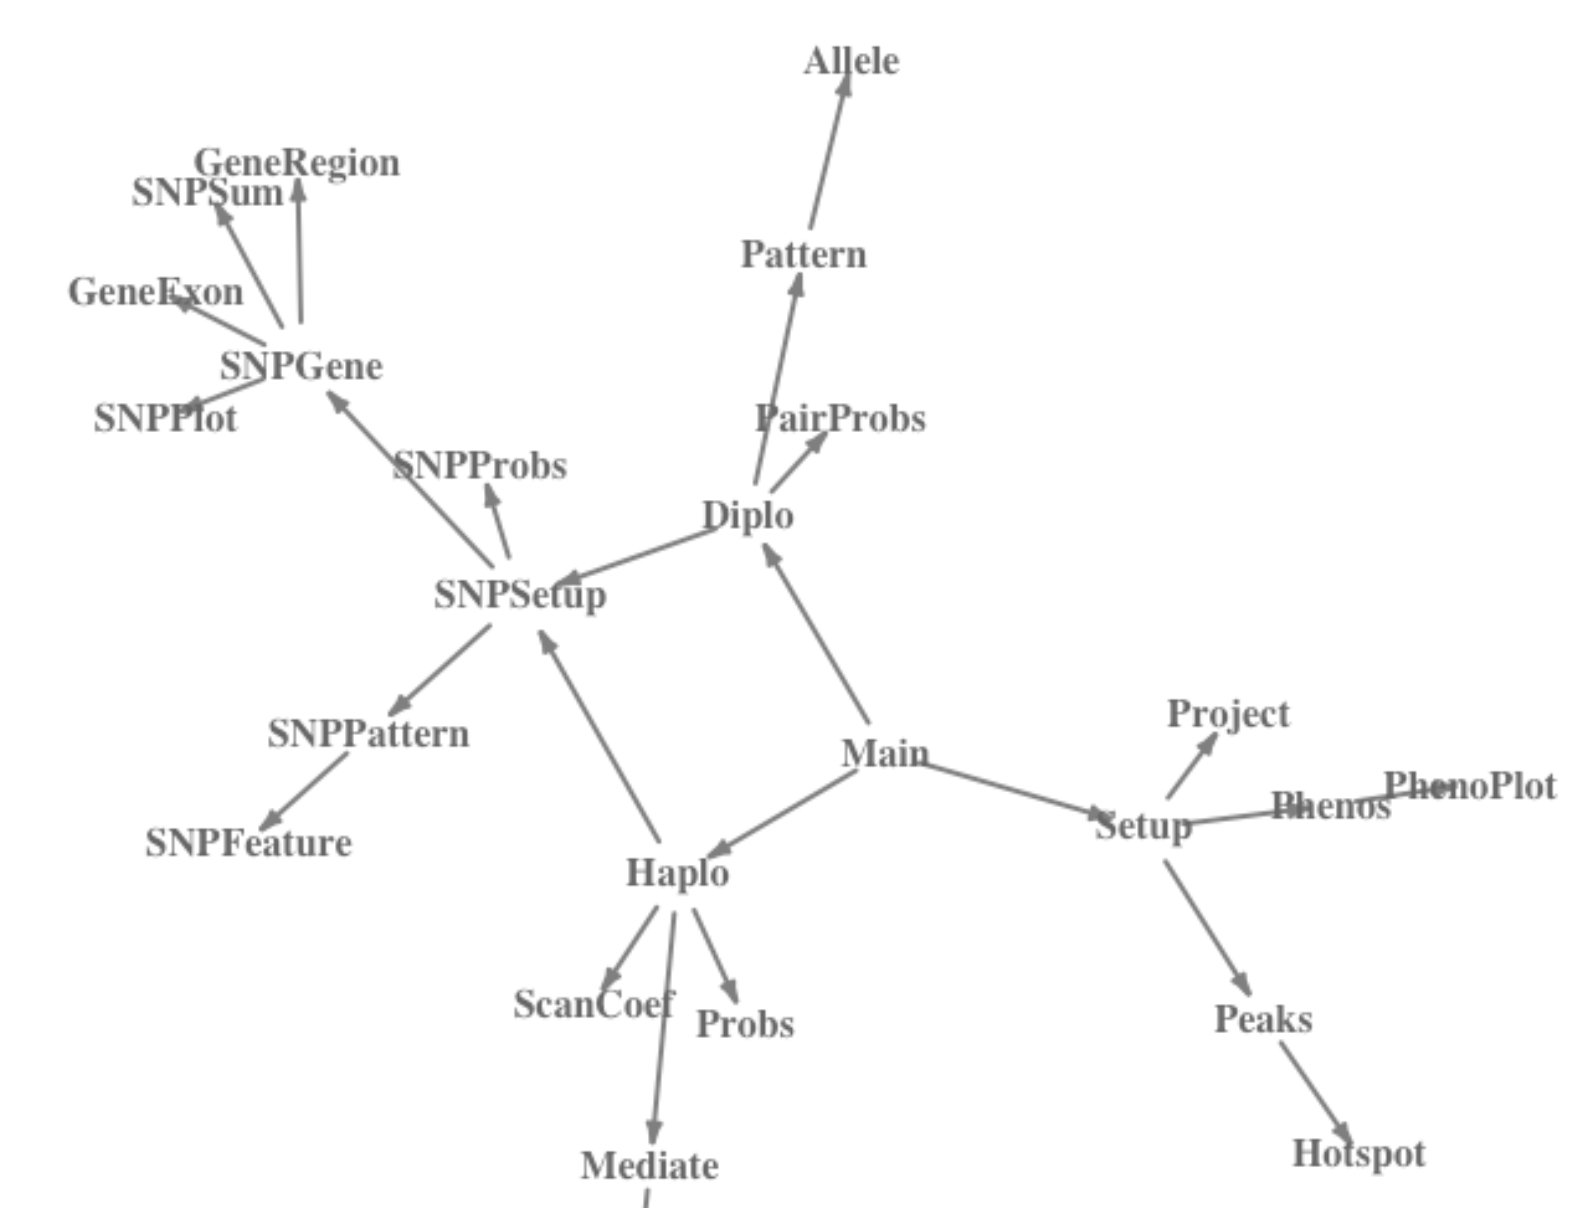 Allele
GeneRegion
SNPSum
Pattern
GeneExon
SNPGene
SNPPlot
PairProbs
SNPProbs
Diplo
SNPSetup
Project
SNPPattern
Main
PhenoPlot
Phenos
Setup
SNPFeature
Haplo
ScanCoef
Probs
Peaks
Hotspot
Mediate